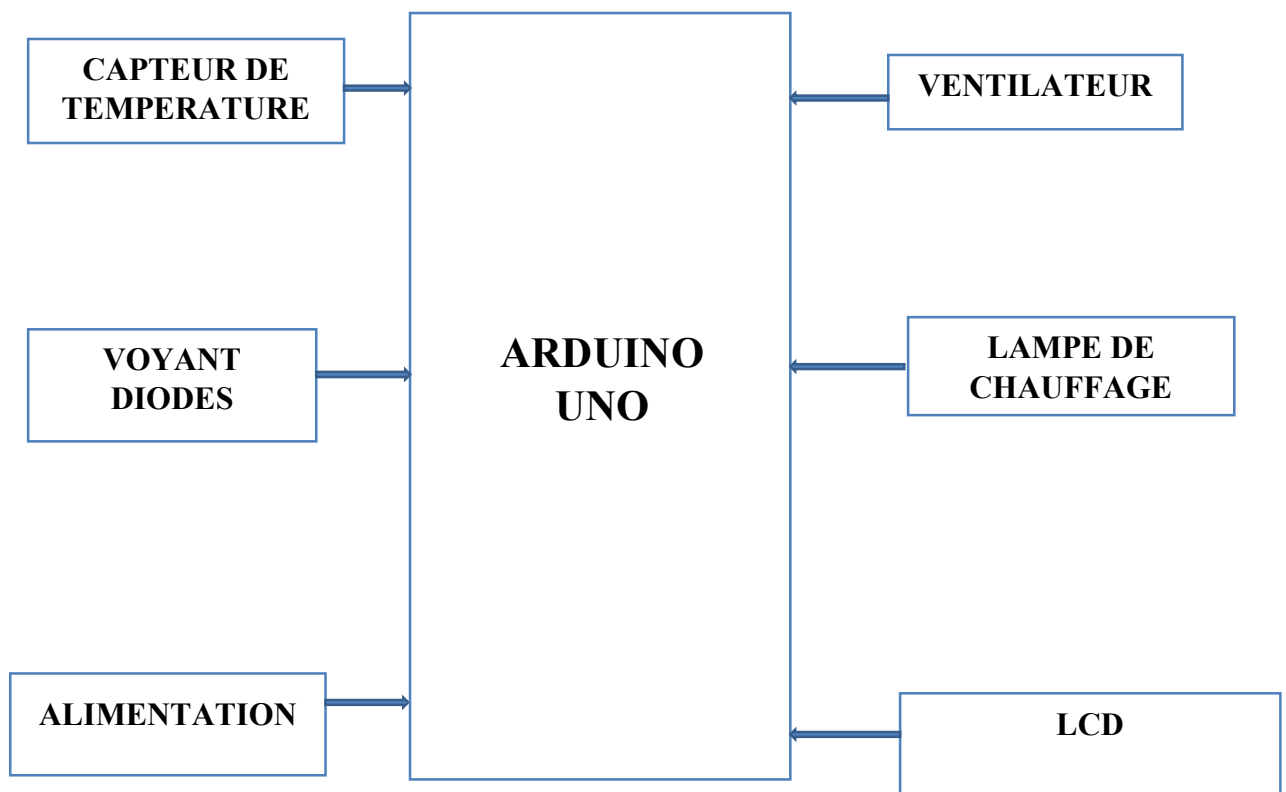 CAPTEUR DE
TEMPERATURE
VOYANT
DIODES
ALIMENTATION
ARDUINO
UNO
VENTILATEUR
LAMPE DE
CHAUFFAGE
LCD